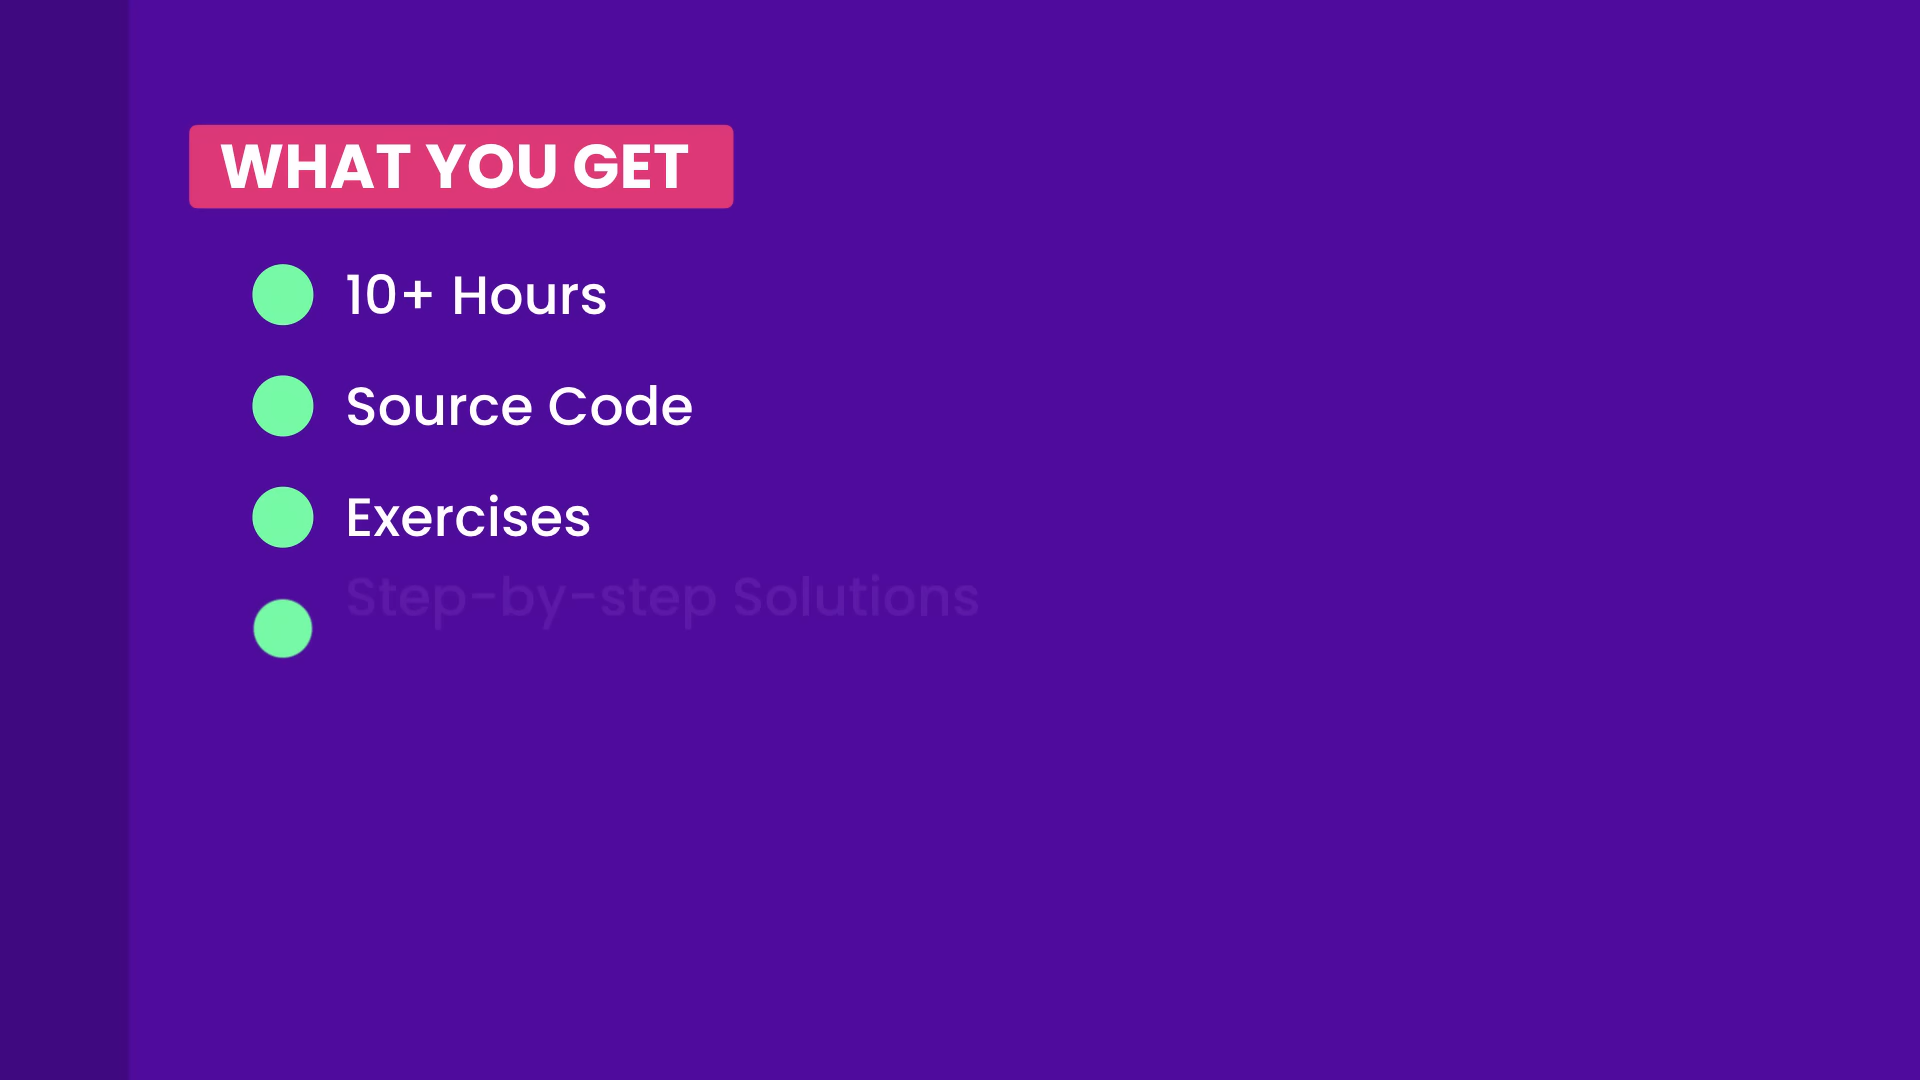 WHAT YOU GET
10+ Hours
Source Code
Exercises
Step-by-step Solutions